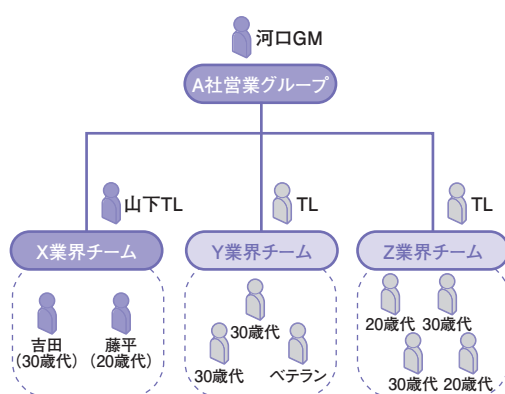 河口GM
A社営業グループ
山下TL
TL
TL
X業界チーム
Y業界チーム
Z業界チーム
吉田
(30歳代)
藤平
(20歳代)
30歳代
30歳代
ベテラン
20歳代
30歳代
30歳代
20歳代